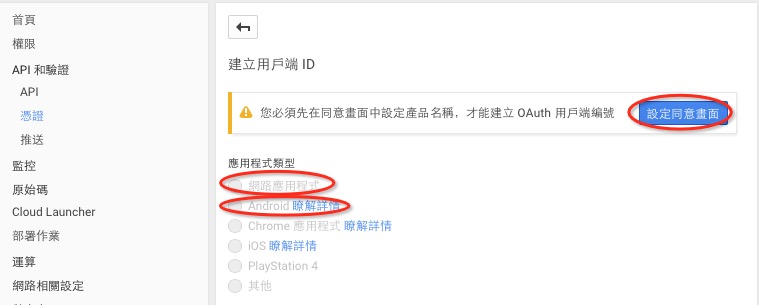 首頁
權限
API 和驗證
API
憑證
推送
監控
原始碼
Cloud Launcher
部署作業
運算
網路相關設定
建立用戶端 ID
您必須先在同意畫面中設定產品名稱，才能建立 OAuth 用戶端編號
設定同意畫面
應用程式類型
網路應用程式
Android 瞭解詳情
Chrome 應用程式 瞭解詳情
iOS 瞭解詳情
PlayStation 4
其他